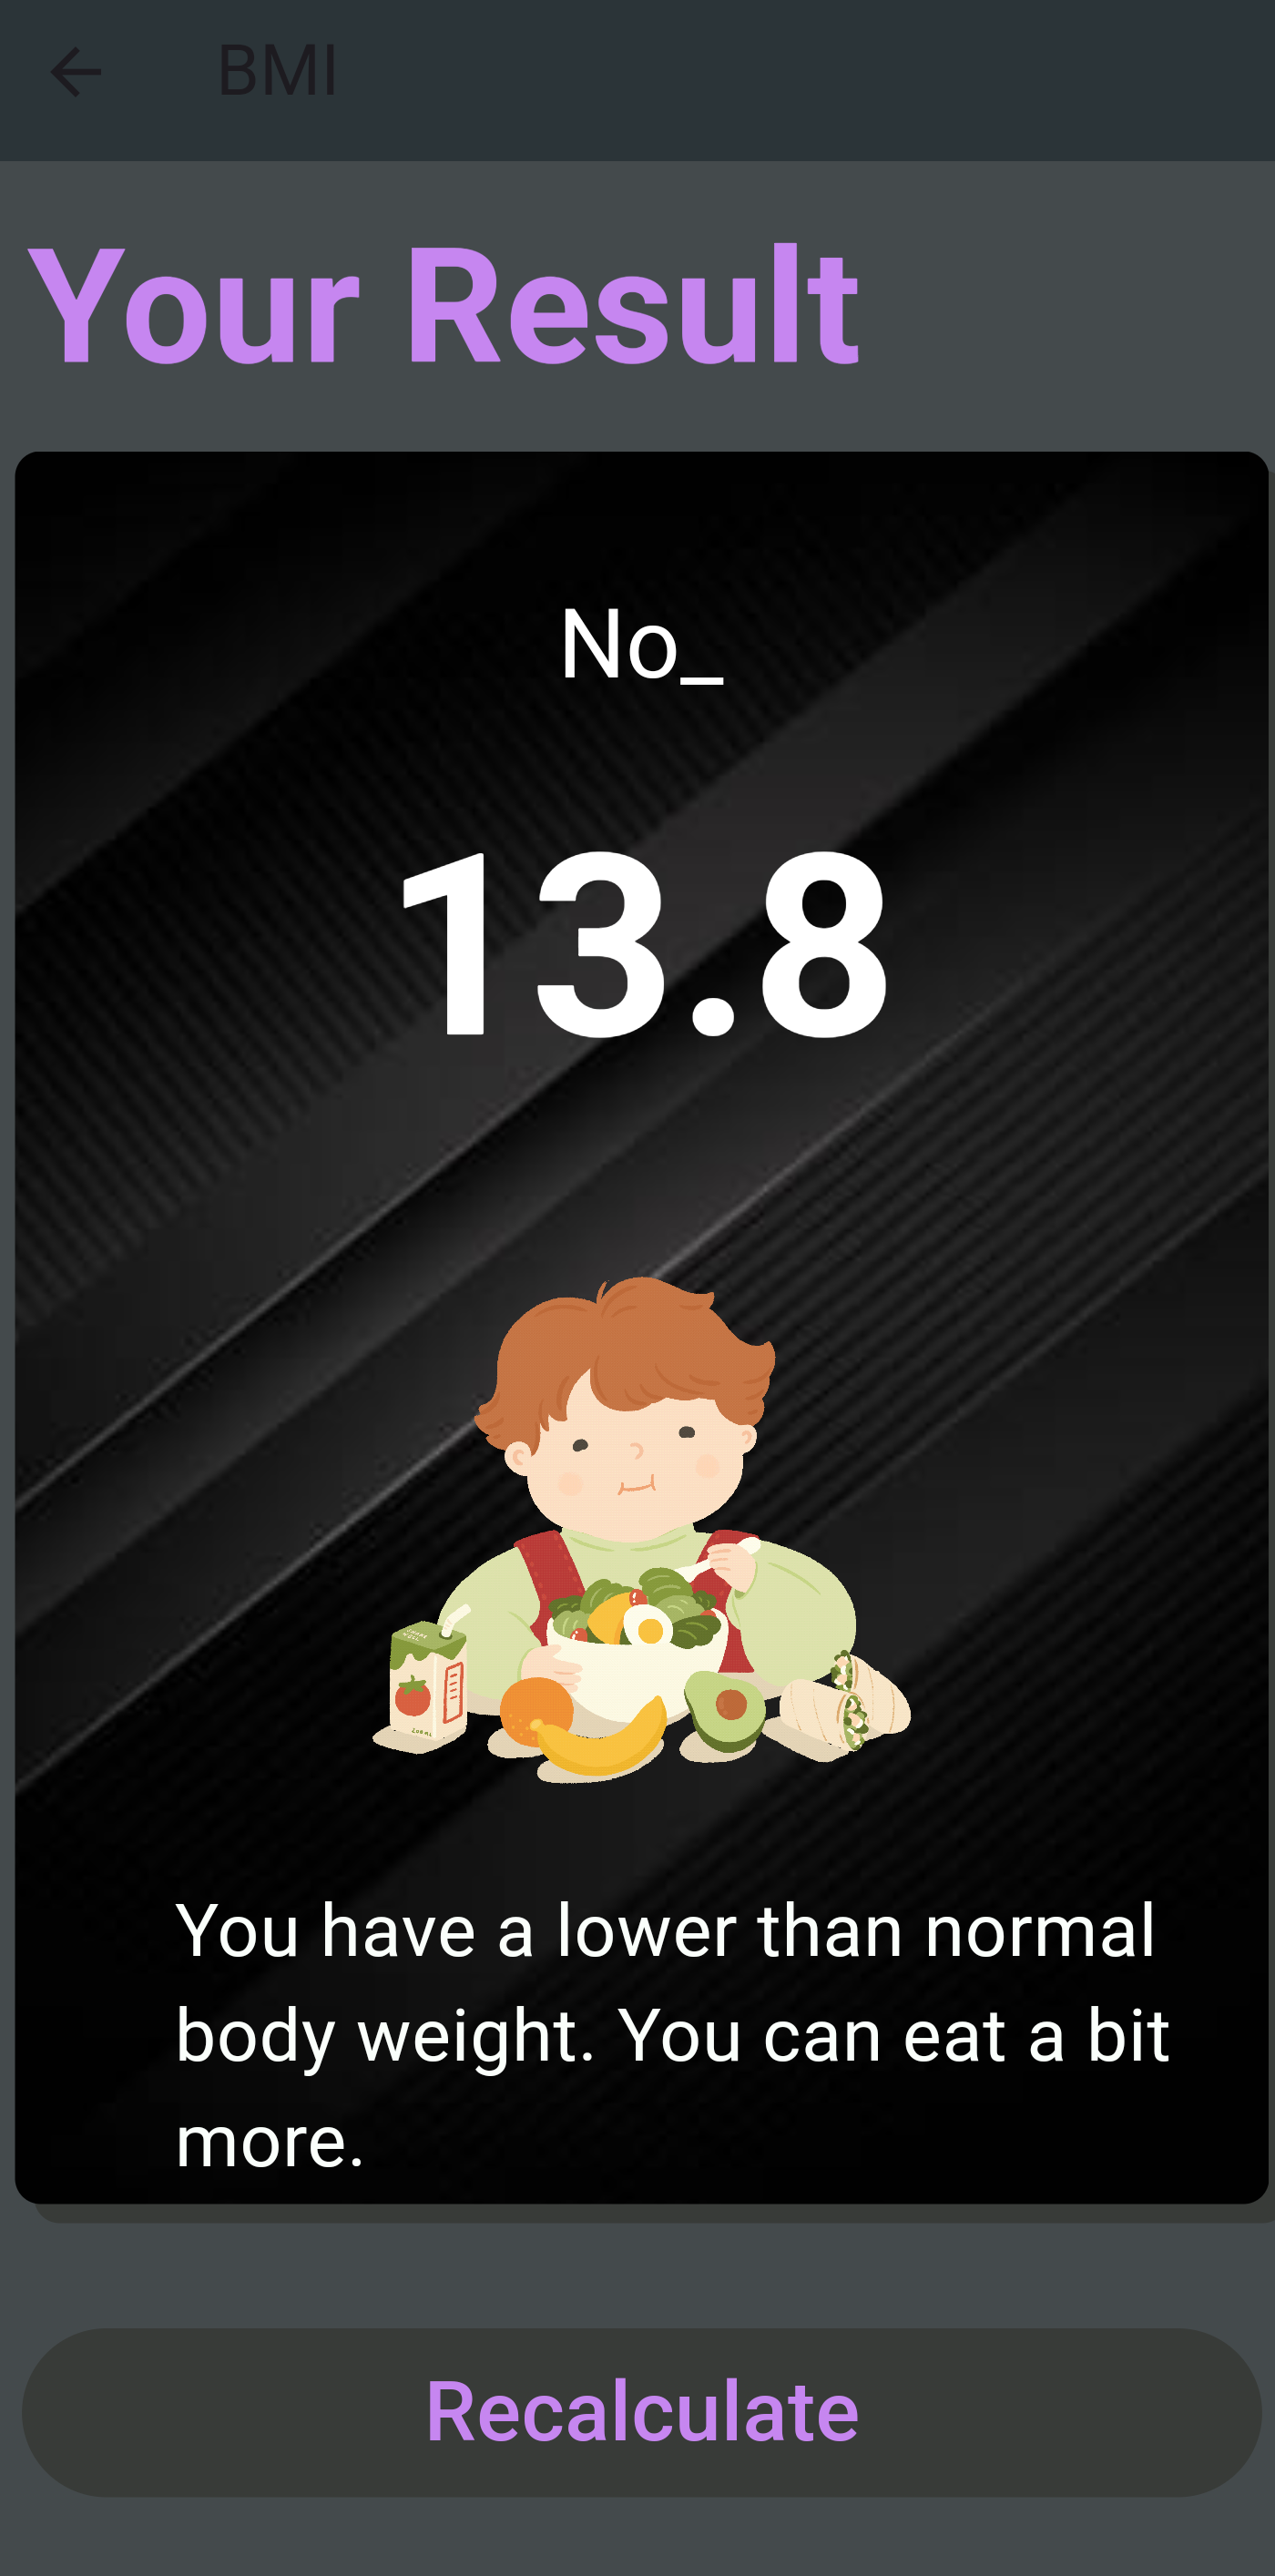 BMI
Your Result
No_
13.8
You have a lower than normal
body weight. You can eat a bit
more.
Recalculate